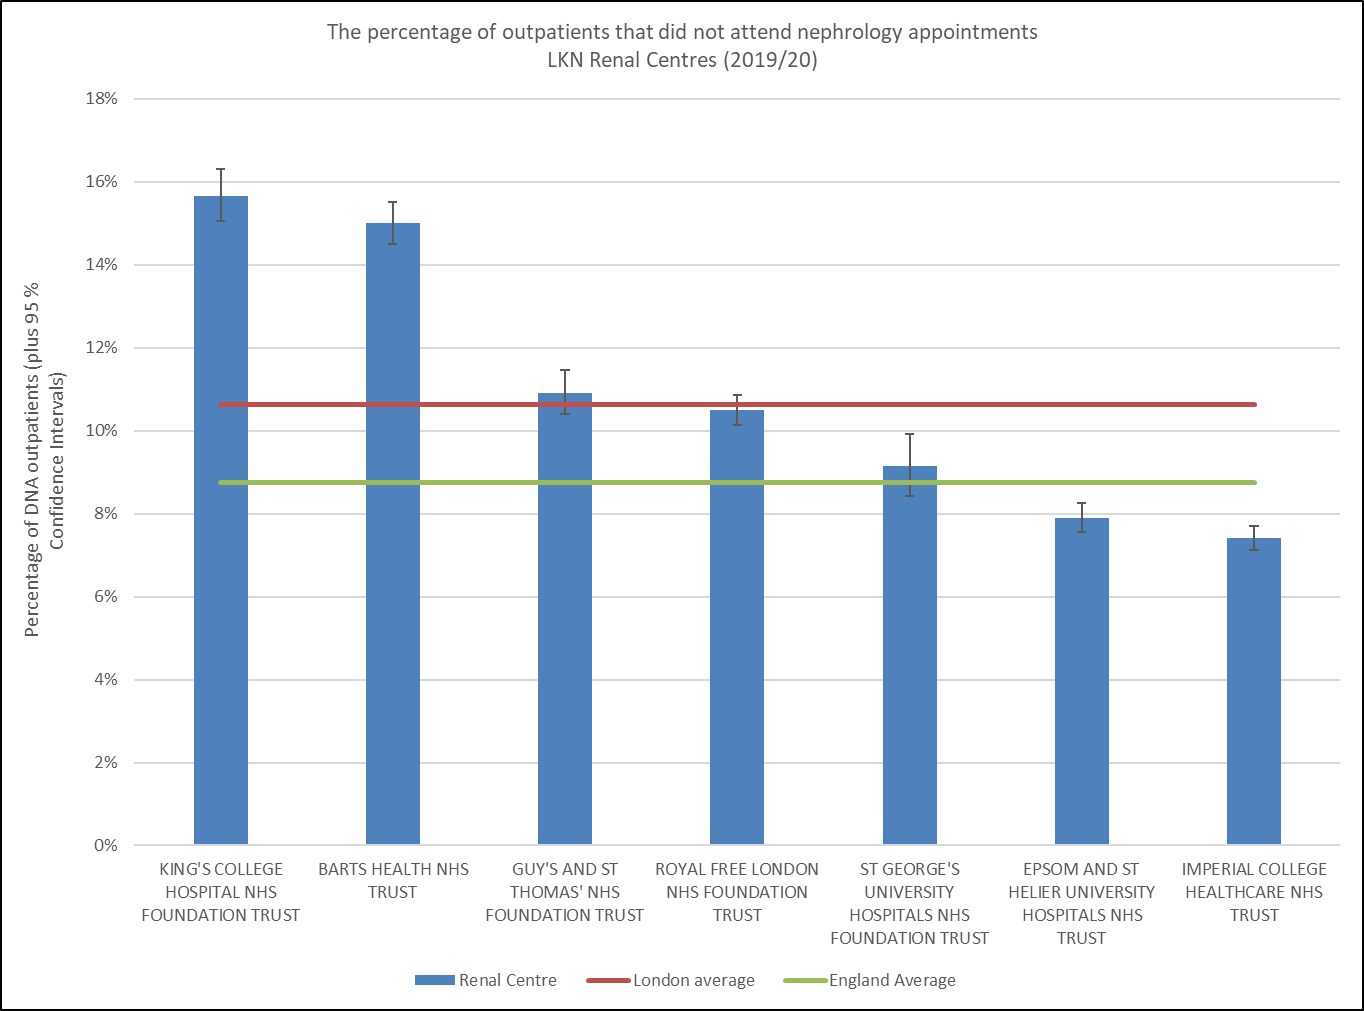 The percentage of outpatients that did not attend nephrology appointments
LKN Renal Centres (2019/20)
Percentage of DNA outpatients (plus 95 %
Confidence Intervals)
18%
16%
14%
12%
10%
8%
6%
4%
2%
0%
KING'S COLLEGE
HOSPITAL NHS
FOUNDATION TRUST
BARTS HEALTH NHS
TRUST
GUY'S AND ST
THOMAS' NHS
FOUNDATION TRUST
ROYAL FREE LONDON
NHS FOUNDATION
TRUST
ST GEORGE'S
UNIVERSITY
HOSPITALS NHS
FOUNDATION TRUST
EPSOM AND ST
HELIER UNIVERSITY
HOSPITALS NHS
TRUST
IMPERIAL COLLEGE
HEALTHCARE NHS
TRUST
Renal Centre
London average
England Average